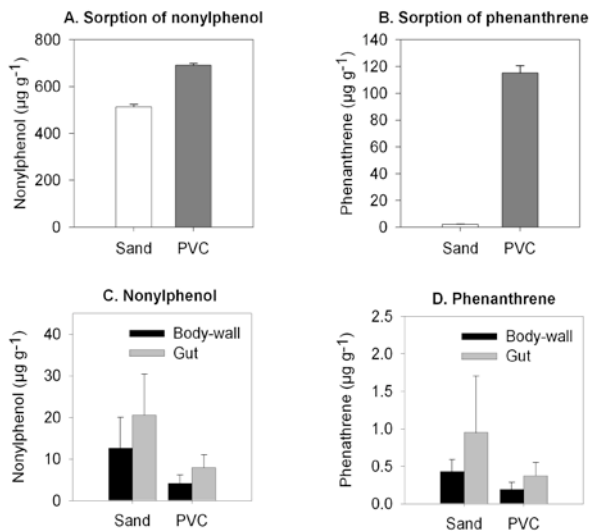 A. Sorption of nonylphenol
Nonylphenol (µg g⁻¹)
800
600
400
200
0
Sand
PVC
B. Sorption of phenanthrene
Phenanthrene (µg g⁻¹)
140
120
100
80
60
40
20
0
Sand
PVC
C. Nonylphenol
Nonylphenol (µg g⁻¹)
40
30
20
10
0
Body-wall
Gut
Sand
PVC
D. Phenanthrene
Phenathrene (µg g⁻¹)
2.5
2.0
1.5
1.0
0.5
0.0
Body-wall
Gut
Sand
PVC